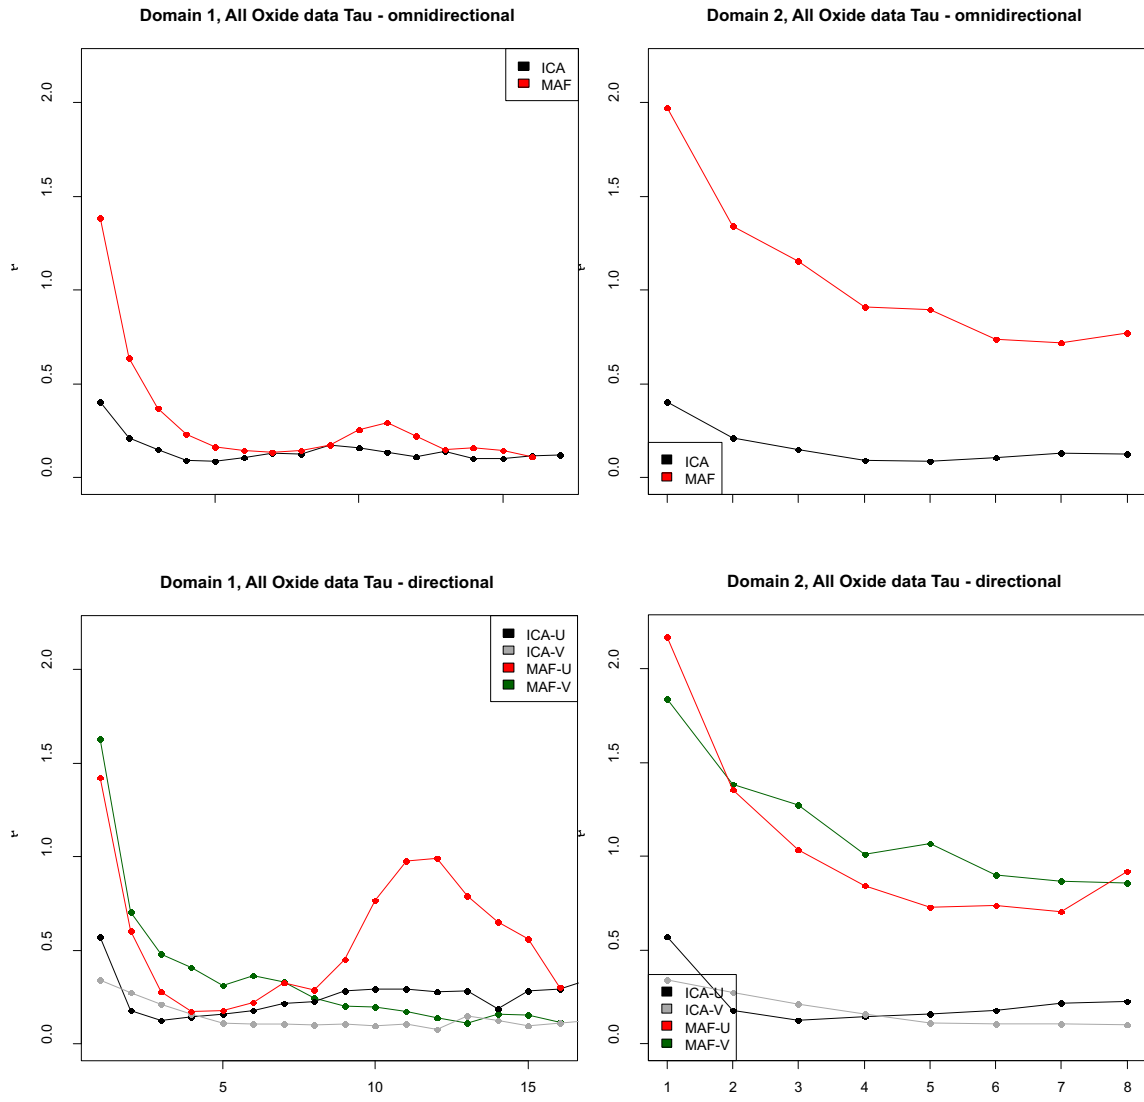 Domain 1, All Oxide data Tau - omnidirectional
2.0
1.5
1.0
0.5
0.0
τ
ICA
MAF
Domain 2, All Oxide data Tau - omnidirectional
2.0
1.5
1.0
0.5
0.0
τ
ICA
MAF
Domain 1, All Oxide data Tau - directional
2.0
1.5
1.0
0.5
0.0
τ
ICA-U
ICA-V
MAF-U
MAF-V
5
10
15
Domain 2, All Oxide data Tau - directional
2.0
1.5
1.0
0.5
0.0
τ
ICA-U
ICA-V
MAF-U
MAF-V
1
2
3
4
5
6
7
8